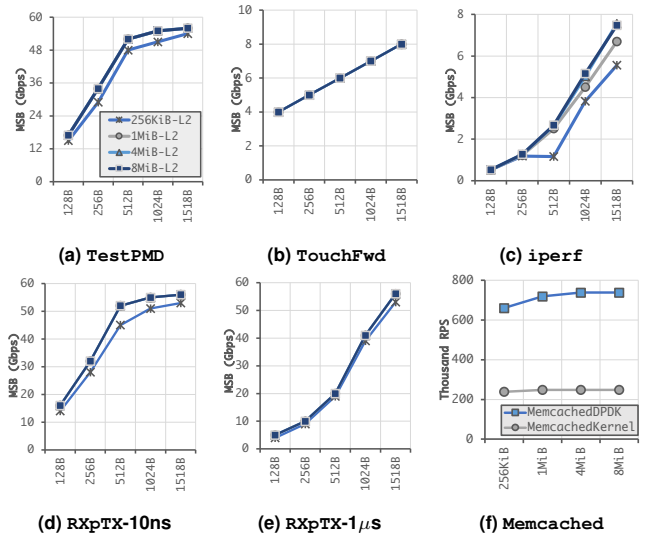 MSB (Gbps)
60
48
36
24
12
0
256KiB-L2
1MiB-L2
4MiB-L2
8MiB-L2
128B
256B
512B
1024B
1518B
(a) TestPMD
MSB (Gbps)
10
8
6
4
2
0
128B
256B
512B
1024B
1518B
(b) TouchFwd
MSB (Gbps)
8
6
4
2
0
128B
256B
512B
1024B
1518B
(c) iperf
MSB (Gbps)
60
50
40
30
20
10
0
128B
256B
512B
1024B
1518B
(d) RXpTX-10ns
MSB (Gbps)
60
50
40
30
20
10
0
128B
256B
512B
1024B
1518B
(e) RXpTX-1μs
Thousand RPS
800
600
400
200
0
MemcachedDPDK
MemcachedKernel
256KiB
1MiB
4MiB
8MiB
(f) Memcached